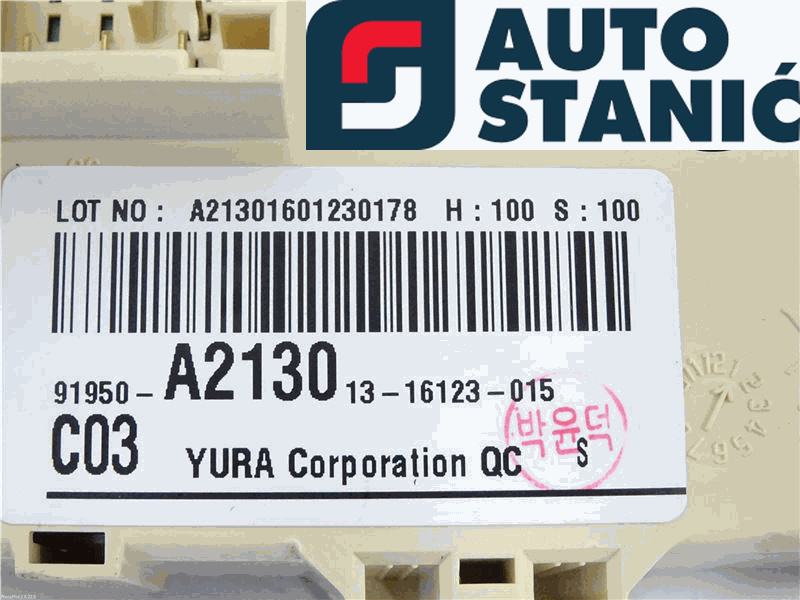 AUTO
STANIĆ
LOT NO : A21301601230178 H : 100 S : 100
91950 - A2130 13 - 16123 - 015
C03 YURA Corporation QC S
박윤덕